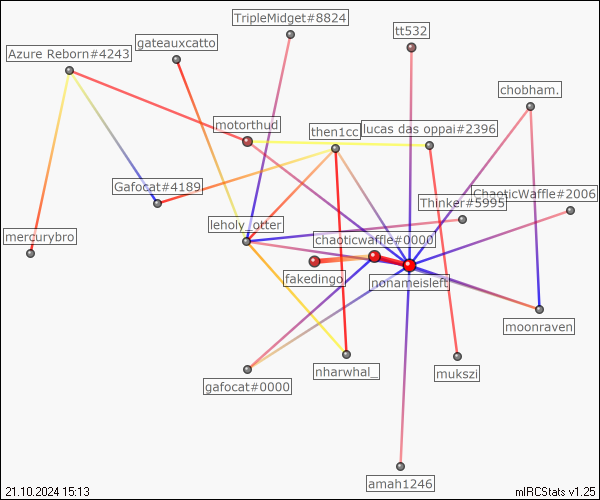 TripleMidget#8824
tt532
gateauxcatto
Azure Reborn#4243
chobham.
motorthud
then1cc
lucas das oppai#2396
Gafocat#4189
ChaoticWaffle#2006
Thinker#5995
leholy_otter
mercurybro
chaoticwaffle#0000
fakedingo
nonameisleft
moonraven
nharwhal_
mukszi
gafocat#0000
amah1246
21.10.2024 15:13
mIRCStats v1.25